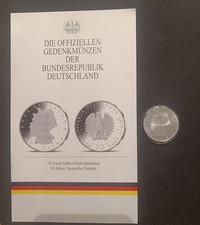 DIE OFFIZIELLEN
GEDENKMÜNZEN
DER
BUNDESREPUBLIK
DEUTSCHLAND
10-Euro-Silber-Gedenkmünze
20 Jahre Deutsche Einheit